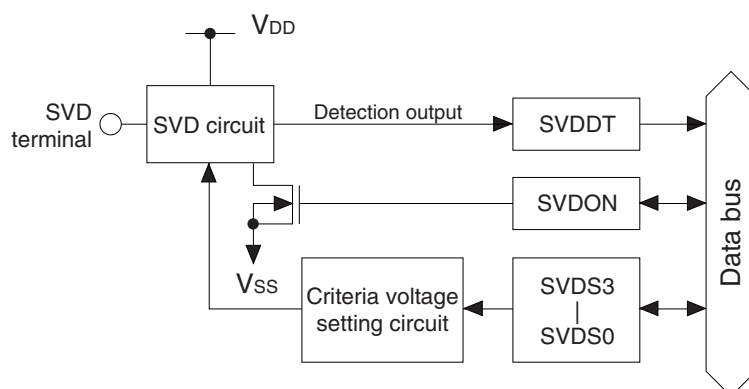 VDD
SVD
terminal
SVD circuit
Detection output
SVDDT
SVDON
VSS
Criteria voltage
setting circuit
SVDS3
|
SVDS0
Data bus